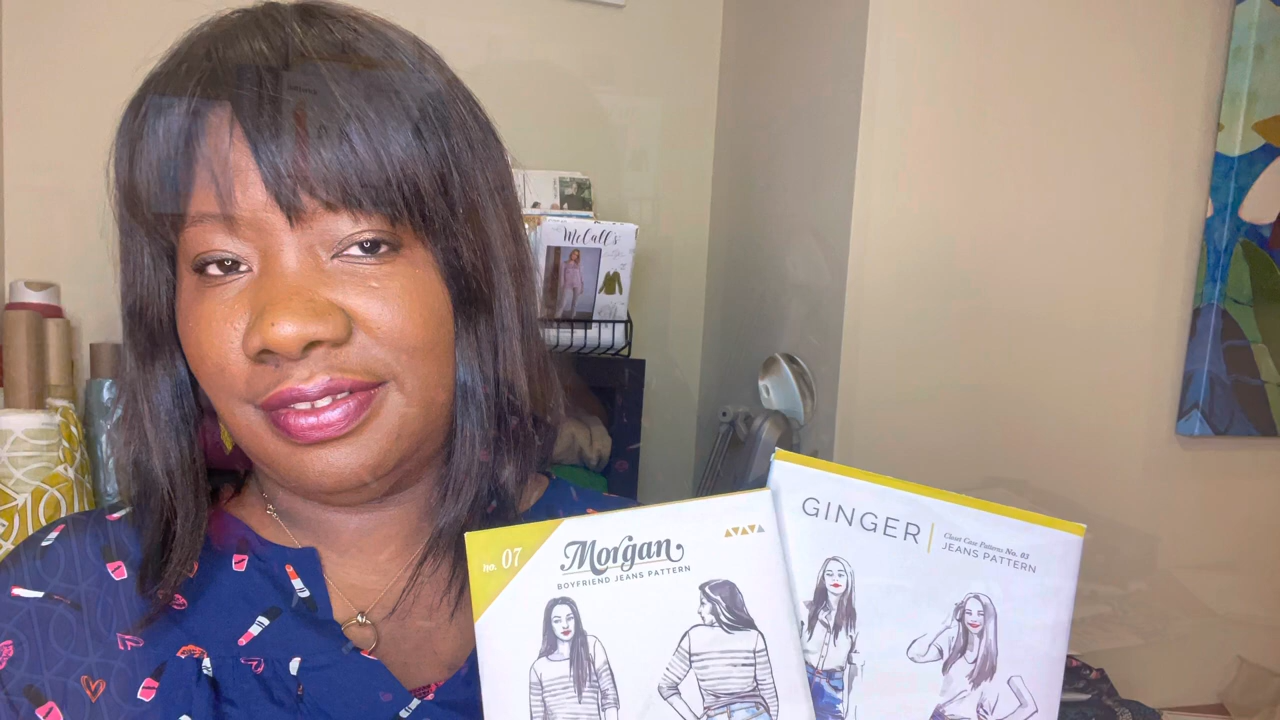 McCall's
no. 07
Morgan
BOYFRIEND JEANS PATTERN
GINGER
Closet Case Patterns No. 03
JEANS PATTERN